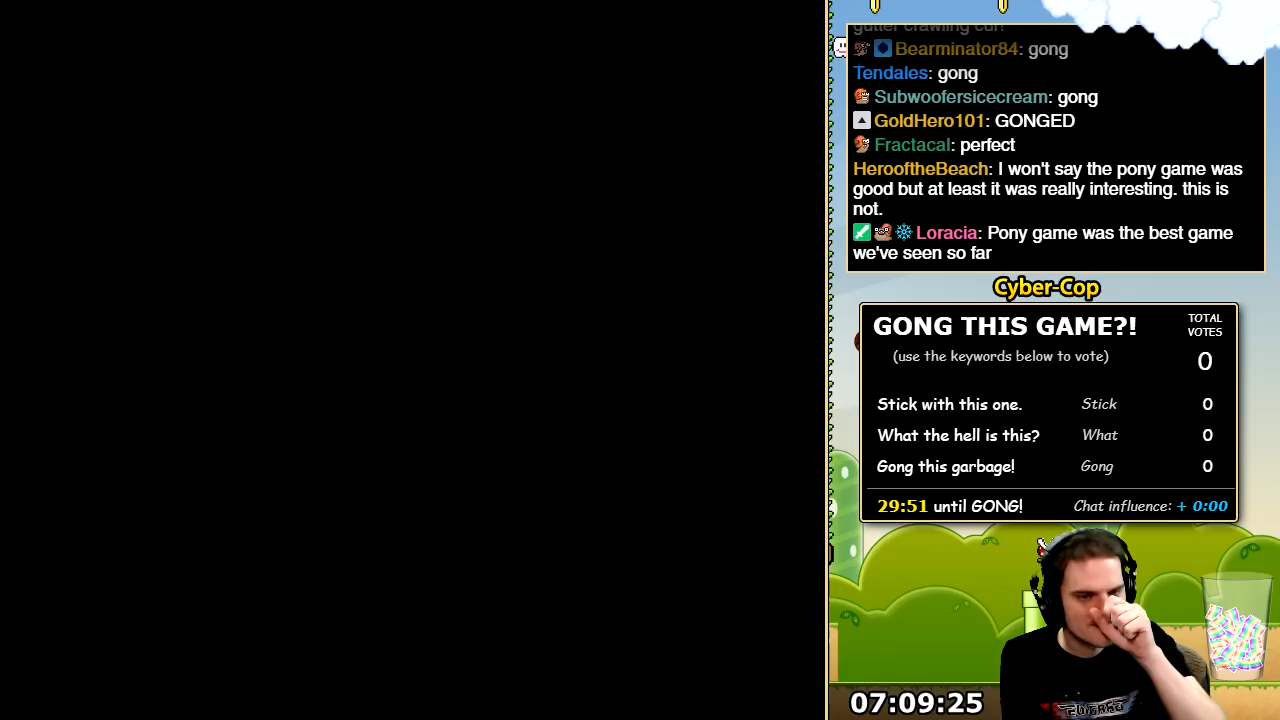 gutter crawling cur!
Bearminator84: gong
Tendales: gong
Subwoofersicecream: gong
GoldHero101: GONGED
Fractacal: perfect
HerooftheBeach: I won't say the pony game was
good but at least it was really interesting. this is
not.
Loracia: Pony game was the best game
we've seen so far
Cyber-Cop
GONG THIS GAME?!
TOTAL
VOTES
(use the keywords below to vote)
0
Stick with this one. Stick 0
What the hell is this? What 0
Gong this garbage! Gong 0
29:51 until GONG! Chat influence: + 0:00
07:09:25